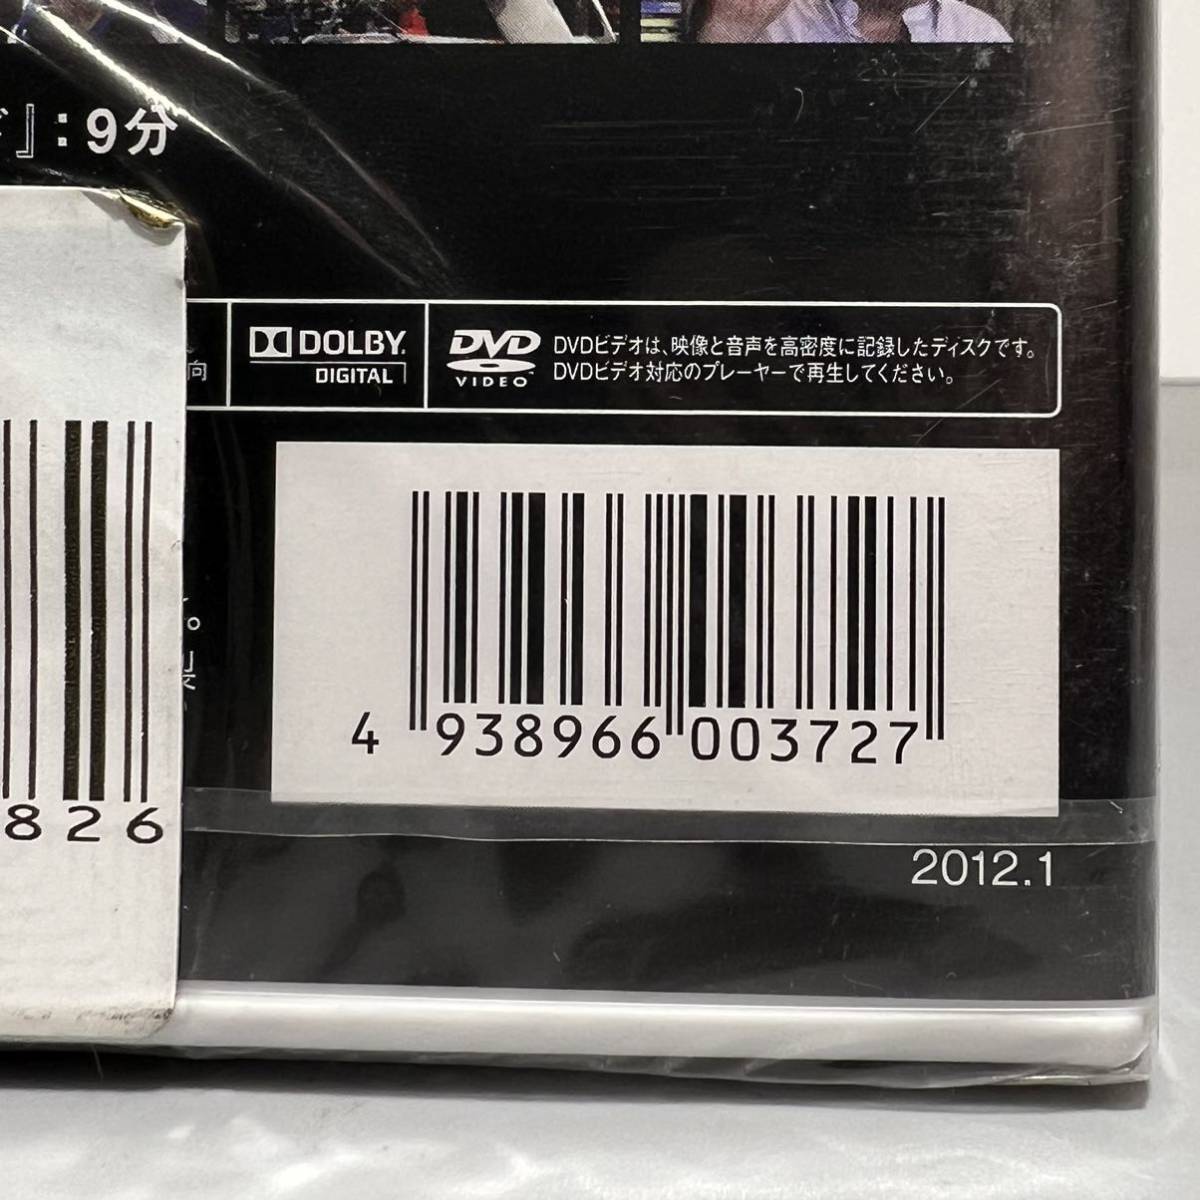 』：9分
向
DOLBY.
DIGITAL
DVD
VIDEO
DVDビデオは、映像と音声を高密度に記録したディスクです。
DVDビデオ対応のプレーヤーで再生してください。
。
4 938966 003727
826
2012.1